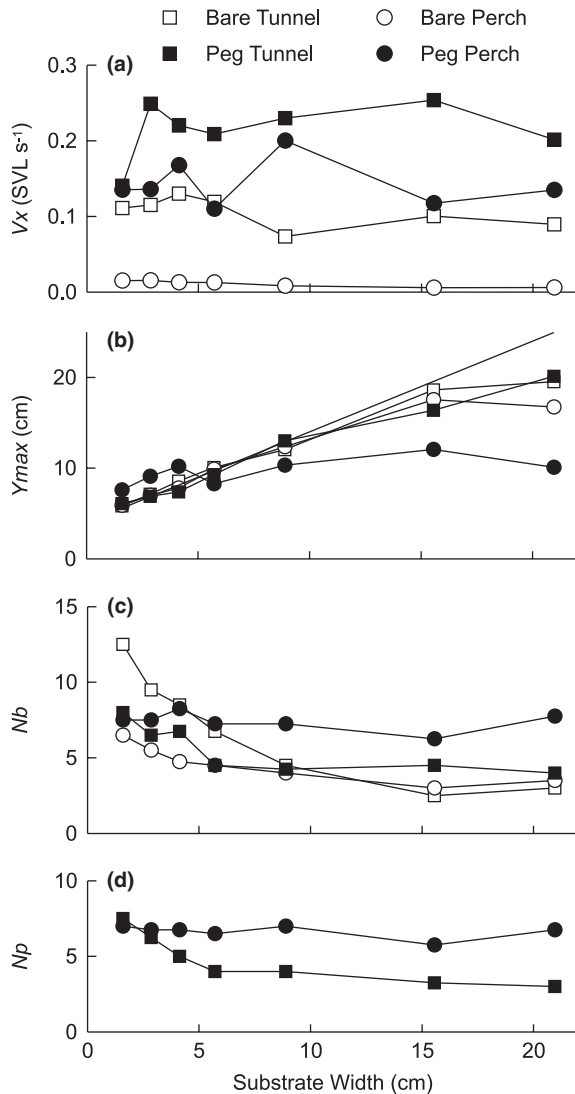 Bare Tunnel Bare Perch
Peg Tunnel Peg Perch
(a)
0.3
0.2
0.1
0.0
Vx (SVL s-1)
(b)
20
10
0
Ymax (cm)
(c)
15
10
5
0
Nb
(d)
10
5
0
Np
0 5 10 15 20
Substrate Width (cm)